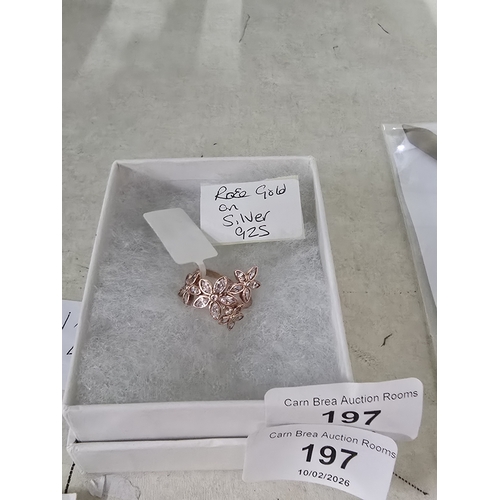 Rose Gold
on
Silver
925
Carn Brea Auction Rooms
197
Carn Brea Auction Rooms
197
10/02/2026